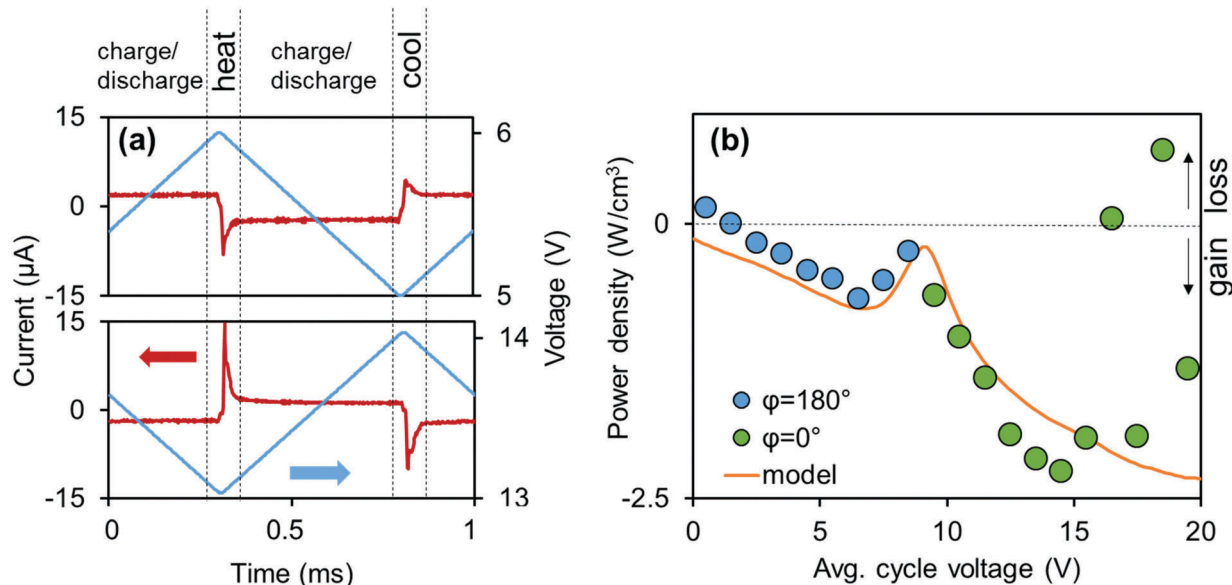 charge/
discharge
heat
charge/
discharge
cool
(a)
15
0
-15
15
0
-15
6
5
14
13
Current (µA)
Voltage (V)
0
0.5
1
Time (ms)
(b)
0
-2.5
Power density (W/cm³)
loss
gain
φ=180°
φ=0°
model
0
5
10
15
20
Avg. cycle voltage (V)